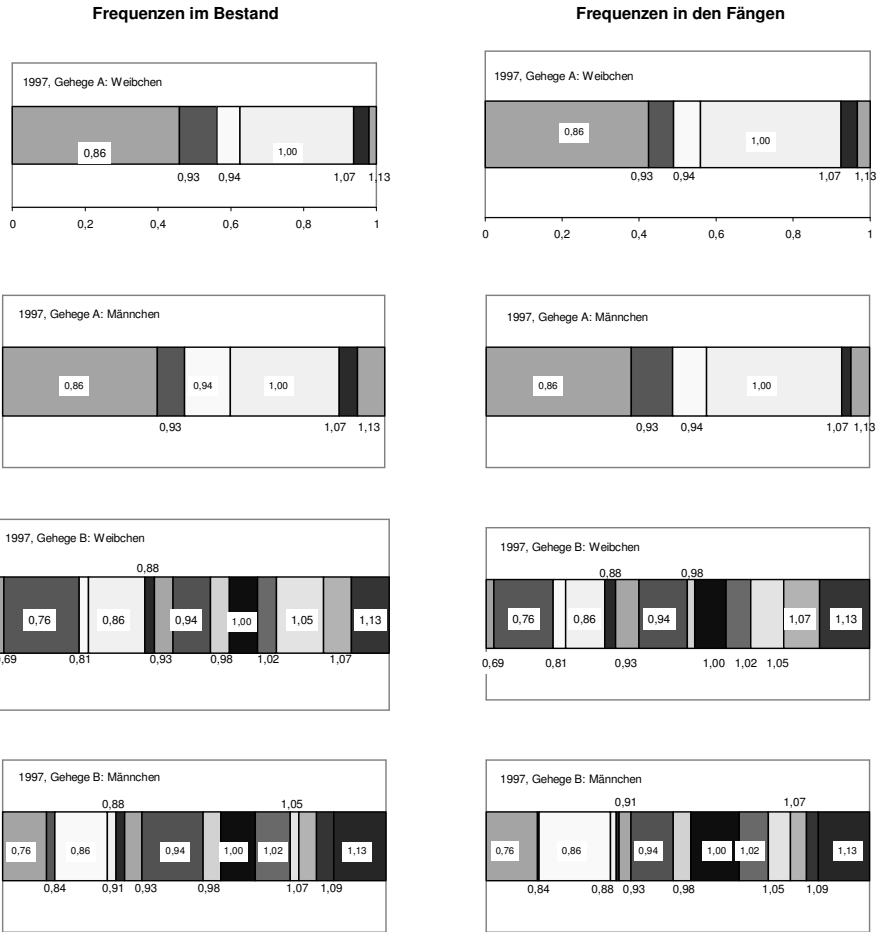 Frequenzen im Bestand
Frequenzen in den Fängen
1997, Gehege A: Weibchen
0,86
1,00
0,93 0,94 1,07 1,13
0 0,2 0,4 0,6 0,8 1
1997, Gehege A: Weibchen
0,86
1,00
0,93 0,94 1,07 1,13
0 0,2 0,4 0,6 0,8 1
1997, Gehege A: Männchen
0,86 0,94 1,00
0,93 1,07 1,13
1997, Gehege A: Männchen
0,86 1,00
0,93 0,94 1,07 1,13
1997, Gehege B: Weibchen
0,88
0,76 0,86 0,94 1,00 1,05 1,13
,69 0,81 0,93 0,98 1,02 1,07
1997, Gehege B: Weibchen
0,88 0,98
0,76 0,86 0,94 1,07 1,13
0,69 0,81 0,93 1,00 1,02 1,05
1997, Gehege B: Männchen
0,88 1,05
0,76 0,86 0,94 1,00 1,02 1,13
0,84 0,91 0,93 0,98 1,07 1,09
1997, Gehege B: Männchen
0,91 1,07
0,76 0,86 0,94 1,00 1,02 1,13
0,84 0,88 0,93 0,98 1,05 1,09